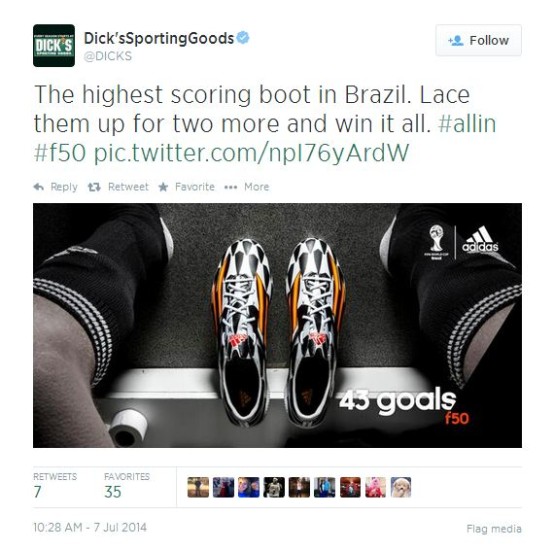 DICK'S
Dick'sSportingGoods
@DICKS
Follow
The highest scoring boot in Brazil. Lace
them up for two more and win it all. #allin
#f50 pic.twitter.com/npI76yArdW
Reply Retweet Favorite More
adidas
43 goals
f50
RETWEETS FAVORITES
7 35
10:28 AM - 7 Jul 2014
Flag media